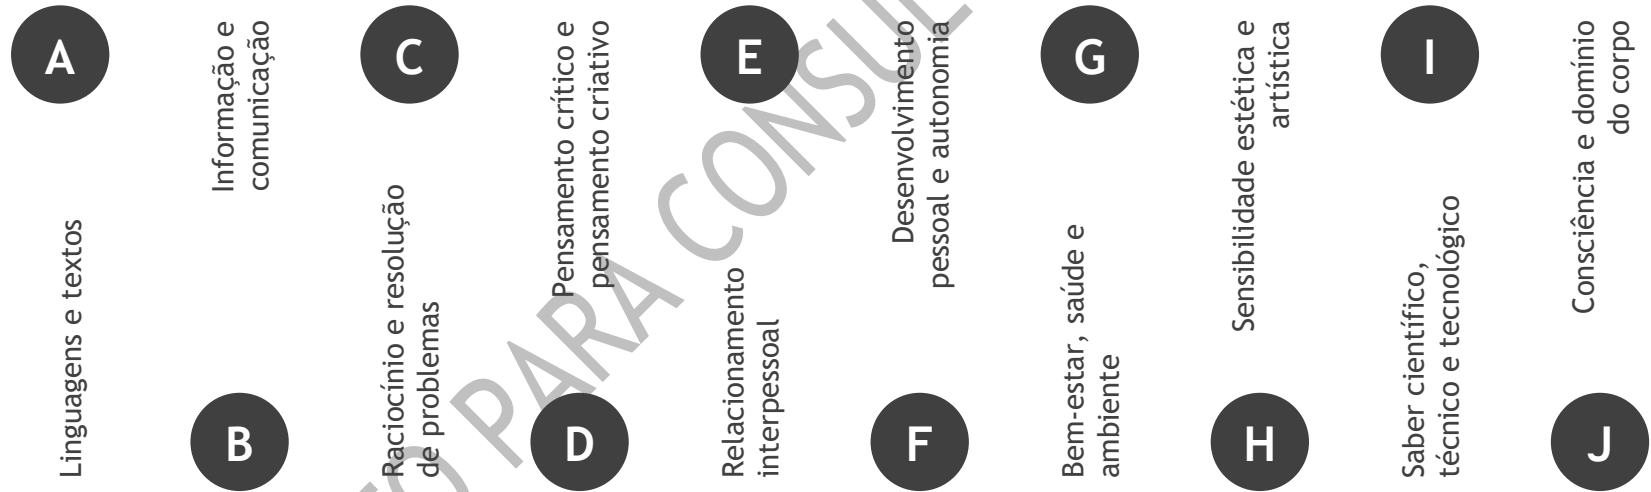 A
Linguagens e textos
Informação e
comunicação
B
C
Raciocínio e resolução
de problemas
Pensamento crítico e
pensamento criativo
D
E
Relacionamento
interpessoal
Desenvolvimento
pessoal e autonomia
F
G
Bem-estar, saúde e
ambiente
Sensibilidade estética e
artística
H
I
Saber científico,
técnico e tecnológico
Consciência e domínio
do corpo
J
PARA